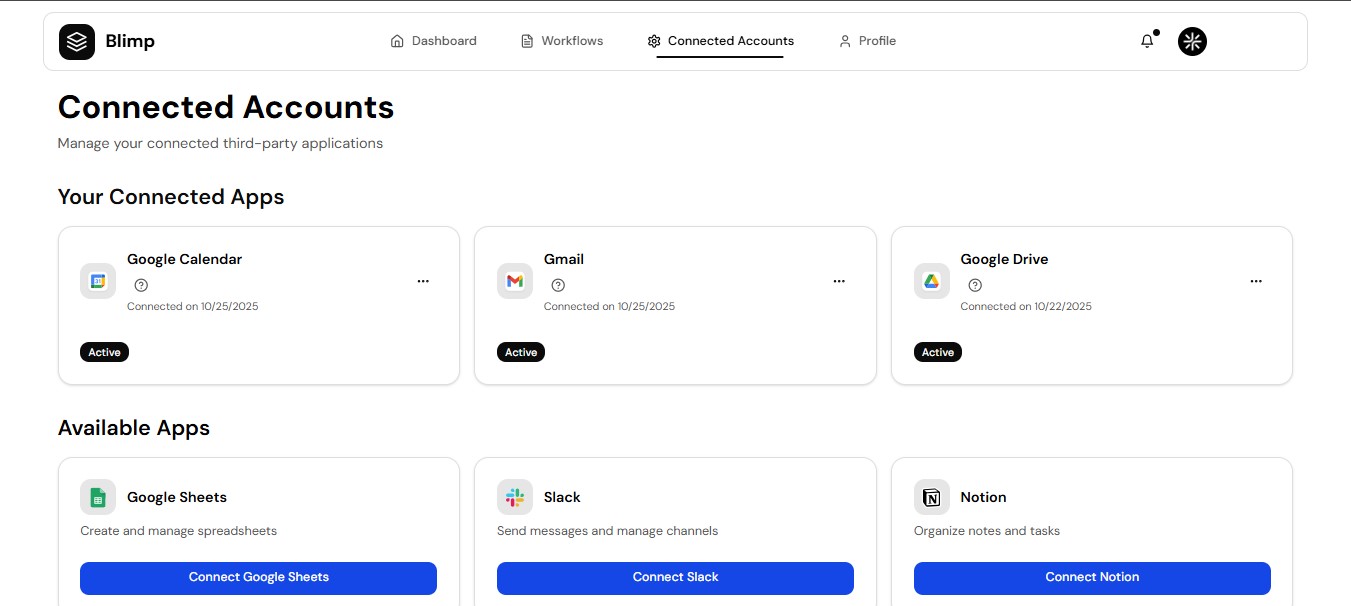 Blimp
Dashboard
Workflows
Connected Accounts
Profile
Connected Accounts
Manage your connected third-party applications
Your Connected Apps
Google Calendar
Connected on 10/25/2025
Active
Gmail
Connected on 10/25/2025
Active
Google Drive
Connected on 10/22/2025
Active
Available Apps
Google Sheets
Create and manage spreadsheets
Connect Google Sheets
Slack
Send messages and manage channels
Connect Slack
Notion
Organize notes and tasks
Connect Notion